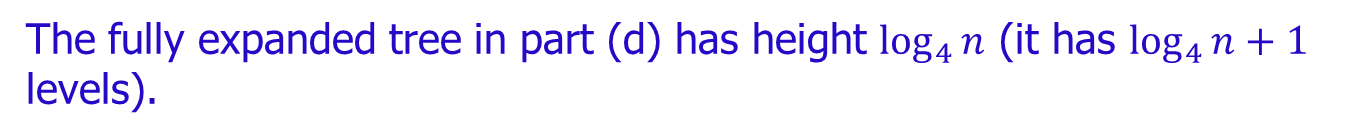 The fully expanded tree in part (d) has height log₄ n (it has log₄ n + 1
levels).